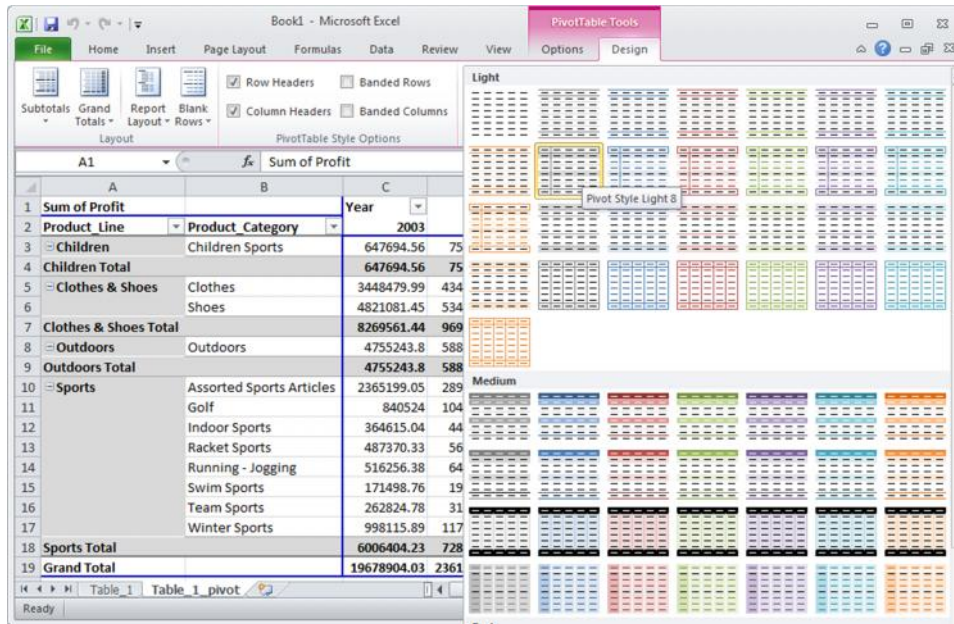 Book1 - Microsoft Excel
PivotTable Tools
File Home Insert Page Layout Formulas Data Review View Options Design
Subtotals
Grand Totals
Report Layout
Blank Rows
Row Headers
Banded Rows
Column Headers
Banded Columns
Layout
PivotTable Style Options
A1 fx Sum of Profit
A B C
1 Sum of Profit Year
2 Product_Line Product_Category 2003
3 Children Children Sports 647694.56 75
4 Children Total 647694.56 75
5 Clothes & Shoes Clothes 3448479.99 434
6 Shoes 4821081.45 534
7 Clothes & Shoes Total 8269561.44 969
8 Outdoors Outdoors 4755243.8 588
9 Outdoors Total 4755243.8 588
10 Sports Assorted Sports Articles 2365199.05 289
11 Golf 840524 104
12 Indoor Sports 364615.04 44
13 Racket Sports 487370.33 56
14 Running - Jogging 516256.38 64
15 Swim Sports 171498.76 19
16 Team Sports 262824.78 31
17 Winter Sports 998115.89 117
18 Sports Total 6006404.23 728
19 Grand Total 19678904.03 2361
Table_1 Table_1_pivot
Ready
Light
Pivot Style Light 8
Medium